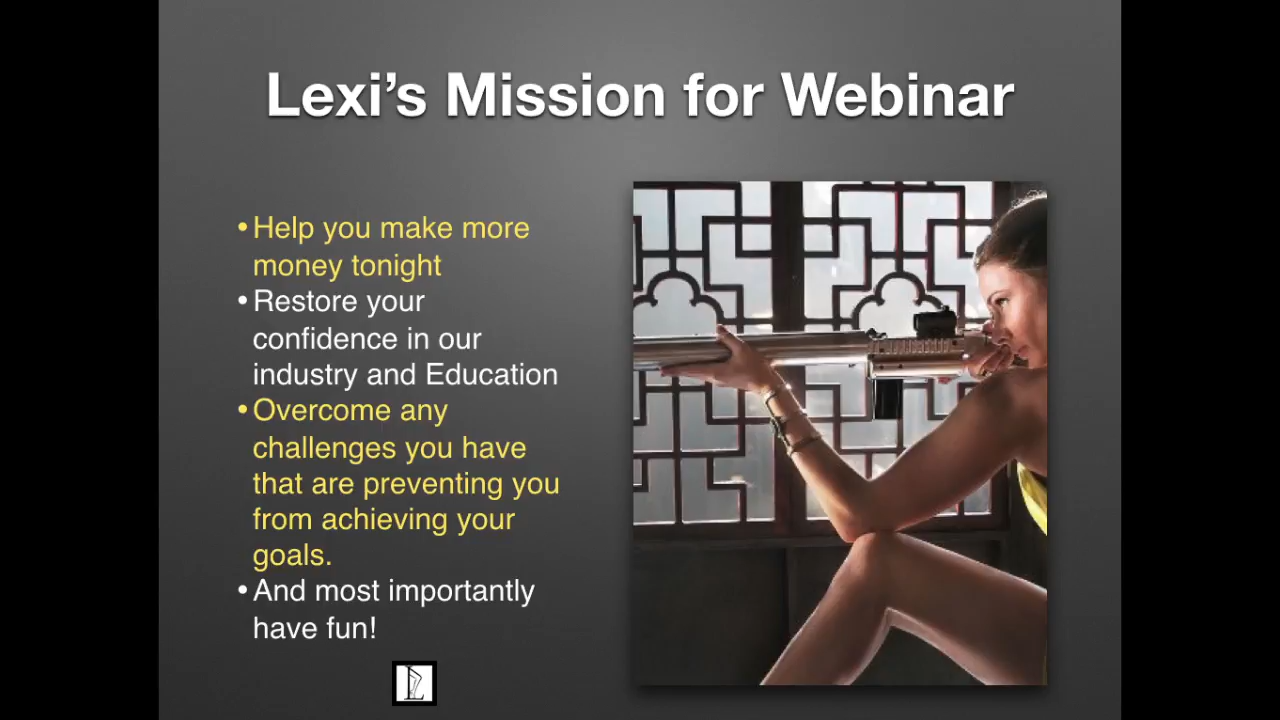 Lexi's Mission for Webinar
•Help you make more
money tonight
•Restore your
confidence in our
industry and Education
•Overcome any
challenges you have
that are preventing you
from achieving your
goals.
•And most importantly
have fun!
L